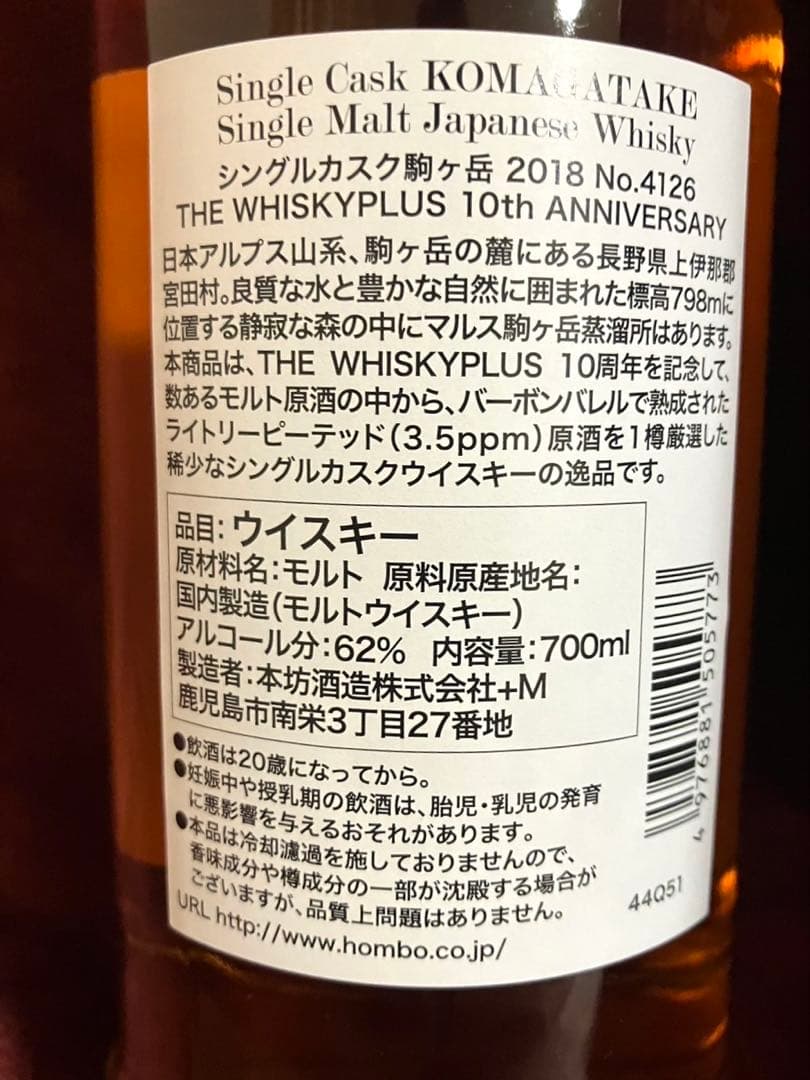 Single Cask KOMAGATAKE
Single Malt Japanese Whisky
シングルカスク駒ヶ岳 2018 No.4126
THE WHISKYPLUS 10th ANNIVERSARY
日本アルプス山系、駒ヶ岳の麓にある長野県上伊那郡
宮田村。良質な水と豊かな自然に囲まれた標高798mに
位置する静寂な森の中にマルス駒ヶ岳蒸溜所はあります。
本商品は、THE WHISKYPLUS 10周年を記念して、
数あるモルト原酒の中から、バーボンバレルで熟成された
ライトリーピーテッド(3.5ppm)原酒を1樽厳選した
稀少なシングルカスクウイスキーの逸品です。
品目:ウイスキー
原材料名:モルト 原料原産地名:
国内製造(モルトウイスキー)
アルコール分:62% 内容量:700ml
製造者:本坊酒造株式会社+M
鹿児島市南栄3丁目27番地
●飲酒は20歳になってから。
●妊娠中や授乳期の飲酒は、胎児・乳児の発育
に悪影響を与えるおそれがあります。
●本品は冷却濾過を施しておりませんので、
香味成分や樽成分の一部が沈殿する場合が
ございますが、品質上問題はありません。
URL http://www.hombo.co.jp/
44Q51
4 976881 505773